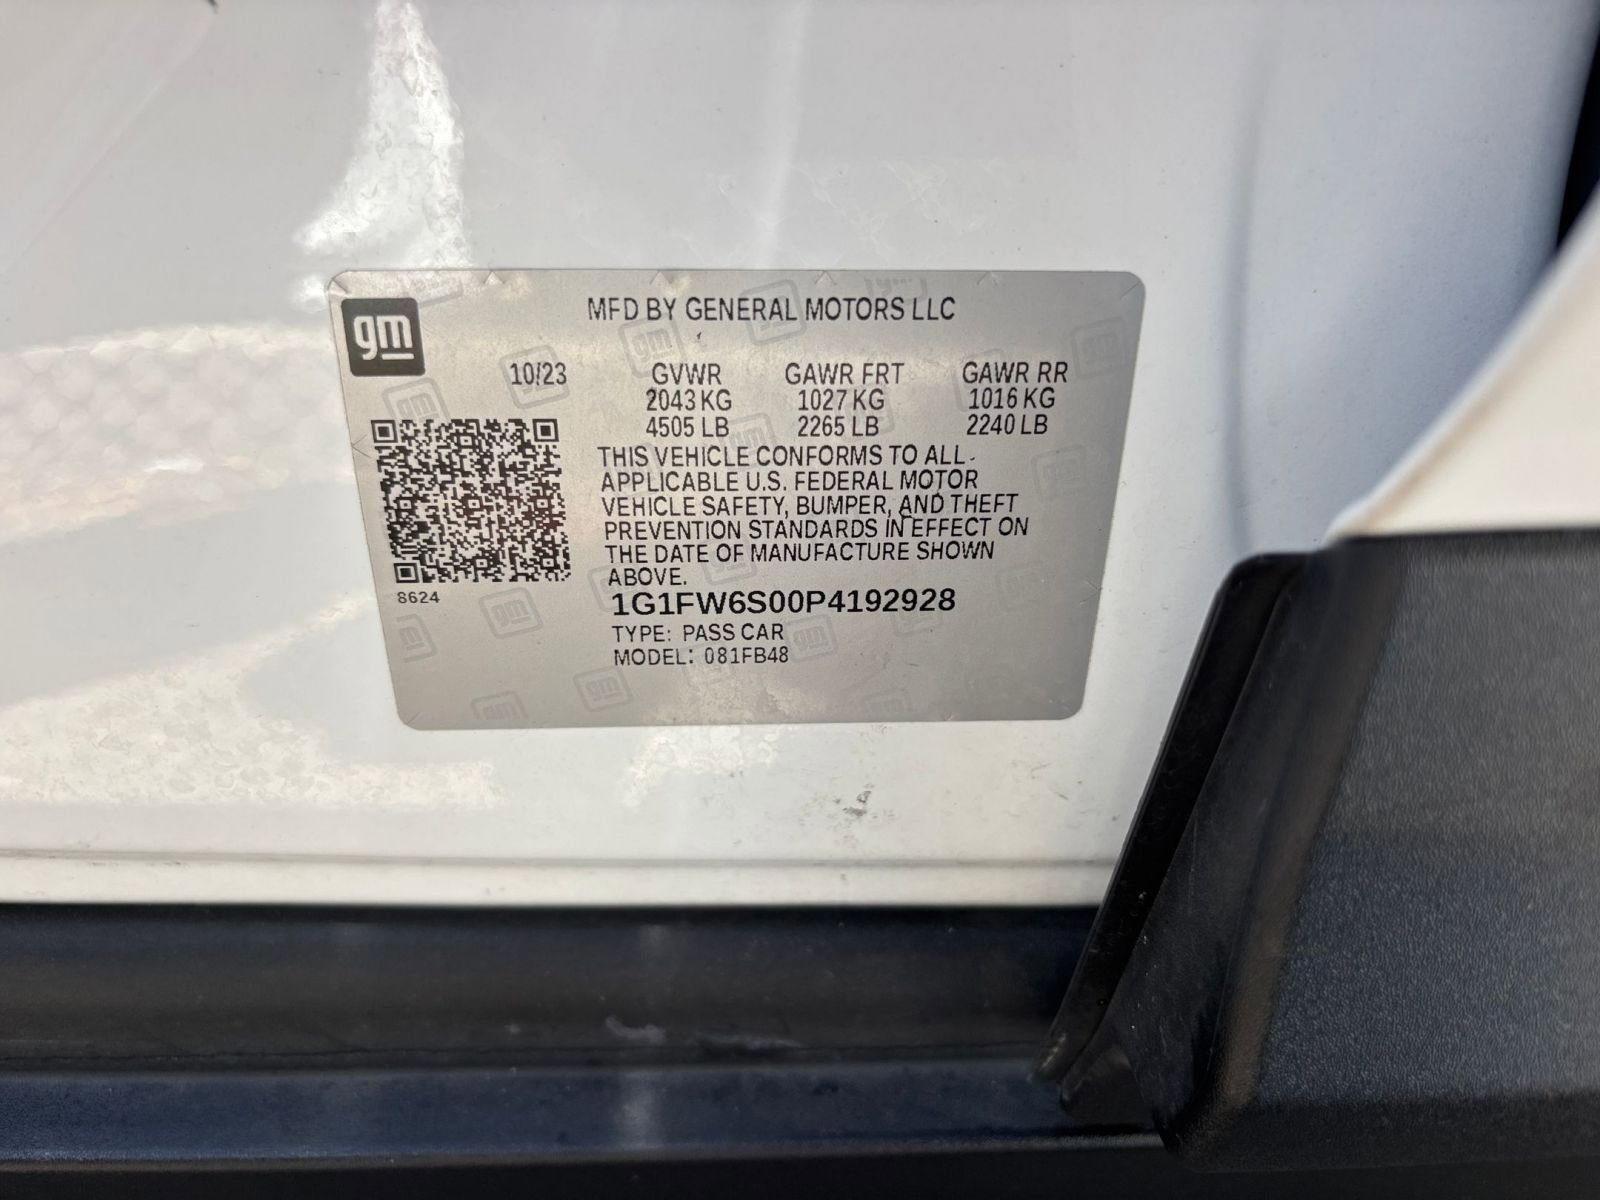 gm
MFD BY GENERAL MOTORS LLC
10/23 GVWR GAWR FRT GAWR RR
2043 KG 1027 KG 1016 KG
4505 LB 2265 LB 2240 LB
THIS VEHICLE CONFORMS TO ALL
APPLICABLE U.S. FEDERAL MOTOR
VEHICLE SAFETY, BUMPER, AND THEFT
PREVENTION STANDARDS IN EFFECT ON
THE DATE OF MANUFACTURE SHOWN
ABOVE.
8624
1G1FW6S00P4192928
TYPE: PASS CAR
MODEL: 081FB48